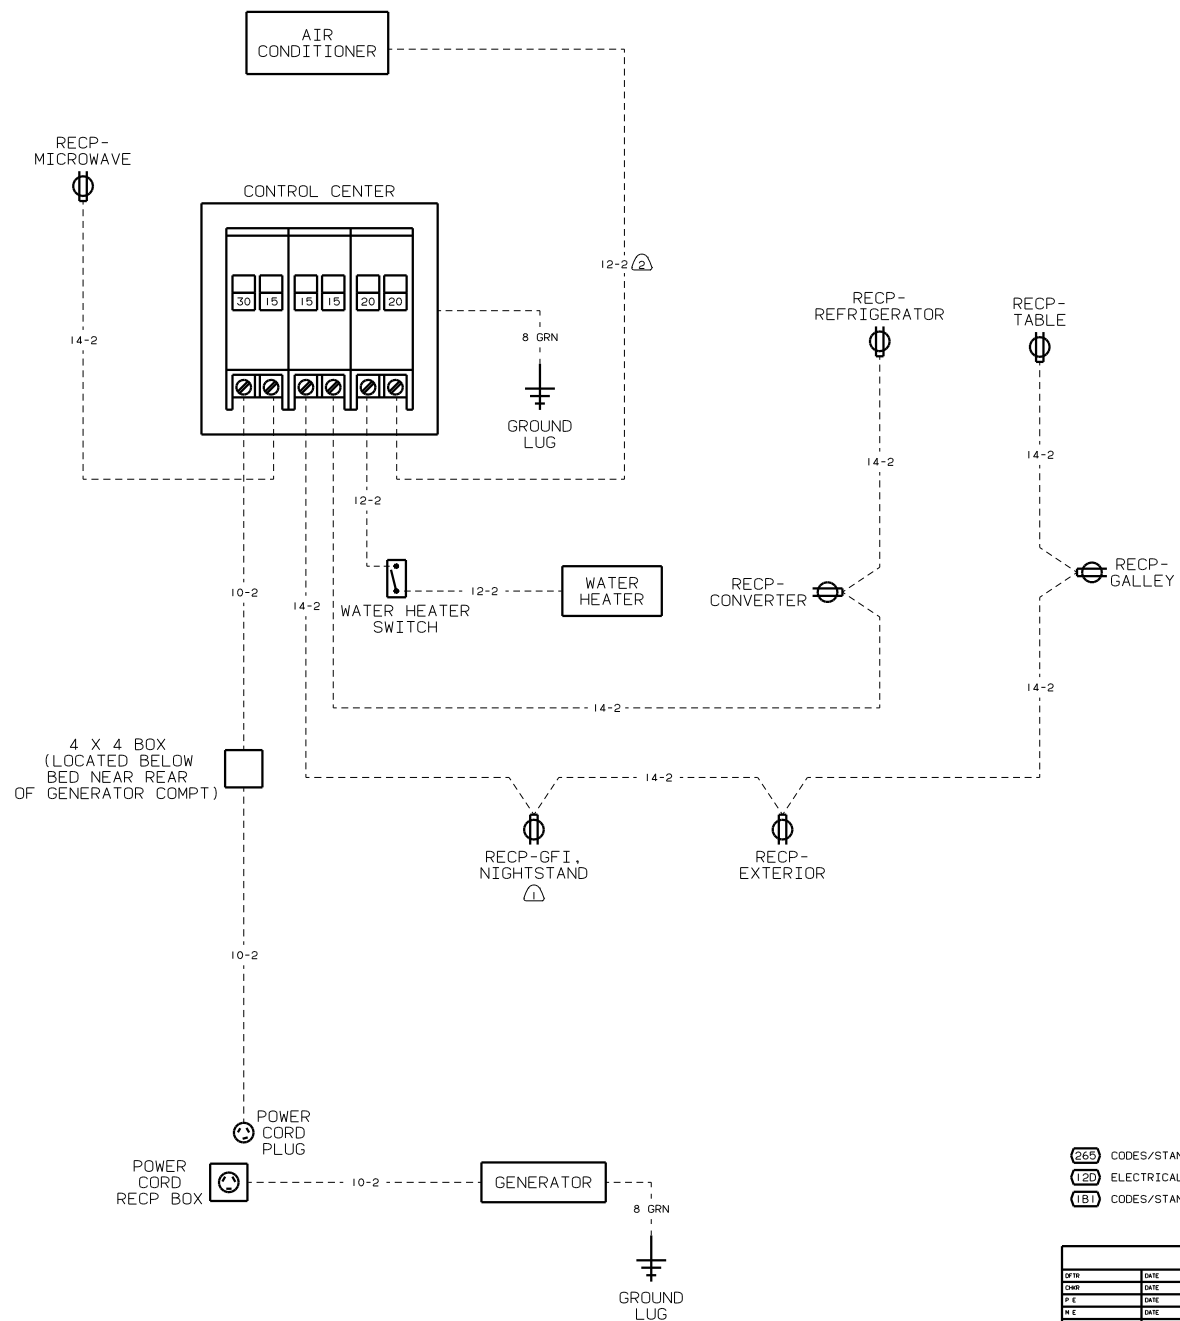 AIR
CONDITIONER
RECP-
MICROWAVE
CONTROL CENTER
12-2 2
30 15 15 15 20 20
RECP-
REFRIGERATOR
RECP-
TABLE
14-2
8 GRN
GROUND
LUG
14-2
14-2
12-2
RECP-
GALLEY
10-2
14-2
WATER HEATER
SWITCH
12-2
WATER
HEATER
RECP-
CONVERTER
14-2
14-2
4 X 4 BOX
(LOCATED BELOW
BED NEAR REAR
OF GENERATOR COMPT)
14-2
RECP-GFI,
NIGHTSTAND
1
RECP-
EXTERIOR
10-2
POWER
CORD
PLUG
POWER
CORD
RECP BOX
10-2
GENERATOR
8 GRN
GROUND
LUG
265 CODES/STAN
12D ELECTRICAL
1B1 CODES/STAN
DFTR DATE
CHKR DATE
P E DATE
M E DATE